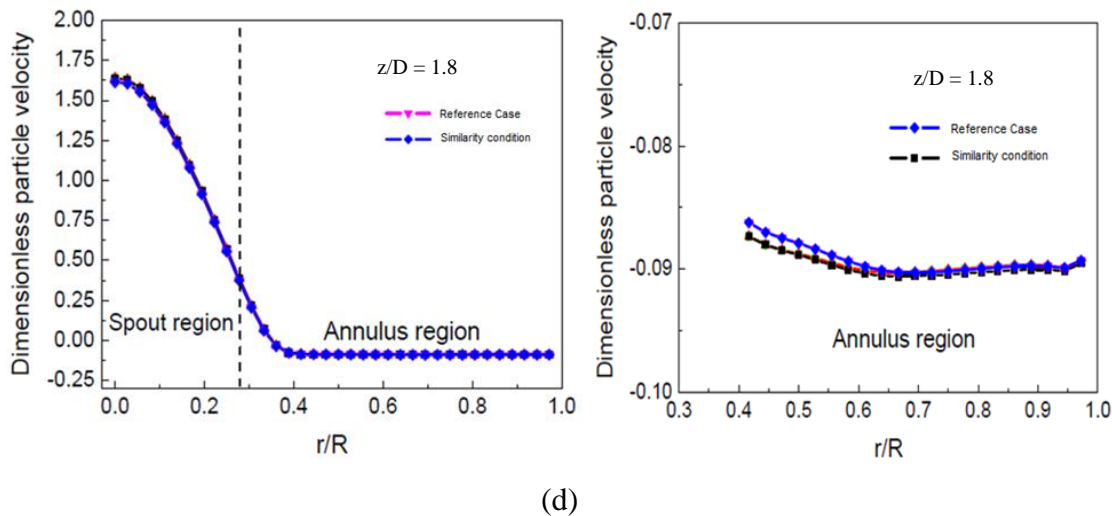 Dimensionless particle velocity
2.00
1.75
1.50
1.25
1.00
0.75
0.50
0.25
0.00
-0.25
z/D = 1.8
Reference Case
Similarity condition
Spout region
Annulus region
0.0 0.2 0.4 0.6 0.8 1.0
r/R
Dimensionless particle velocity
-0.07
-0.08
-0.09
-0.10
z/D = 1.8
Reference Case
Similarity condition
Annulus region
0.3 0.4 0.5 0.6 0.7 0.8 0.9 1.0
r/R
(d)